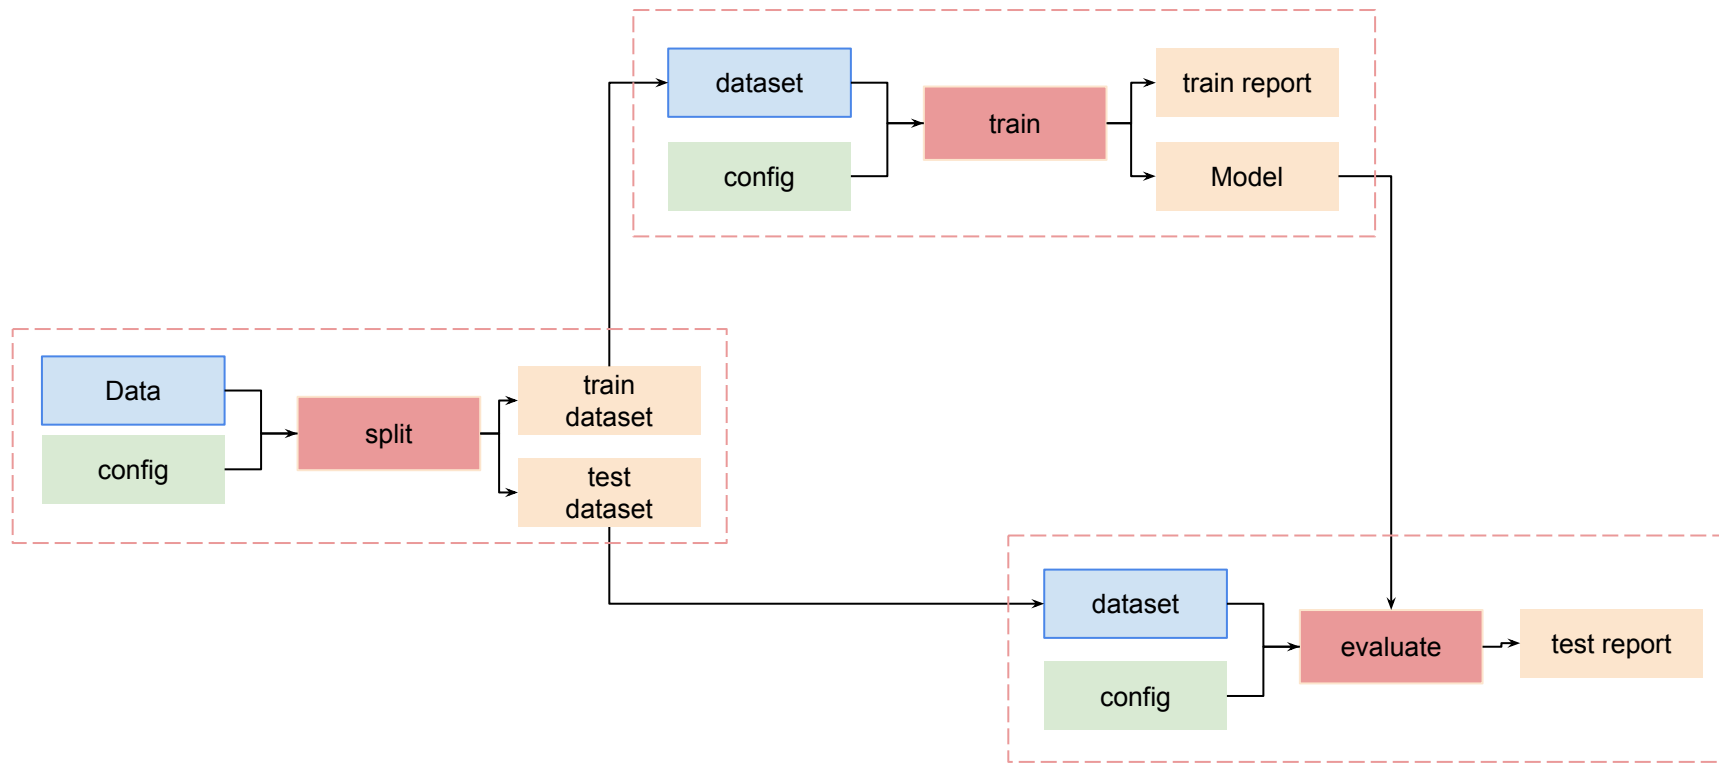 dataset
train report
train
config
Model
Data
train
dataset
split
config
test
dataset
dataset
evaluate
test report
config